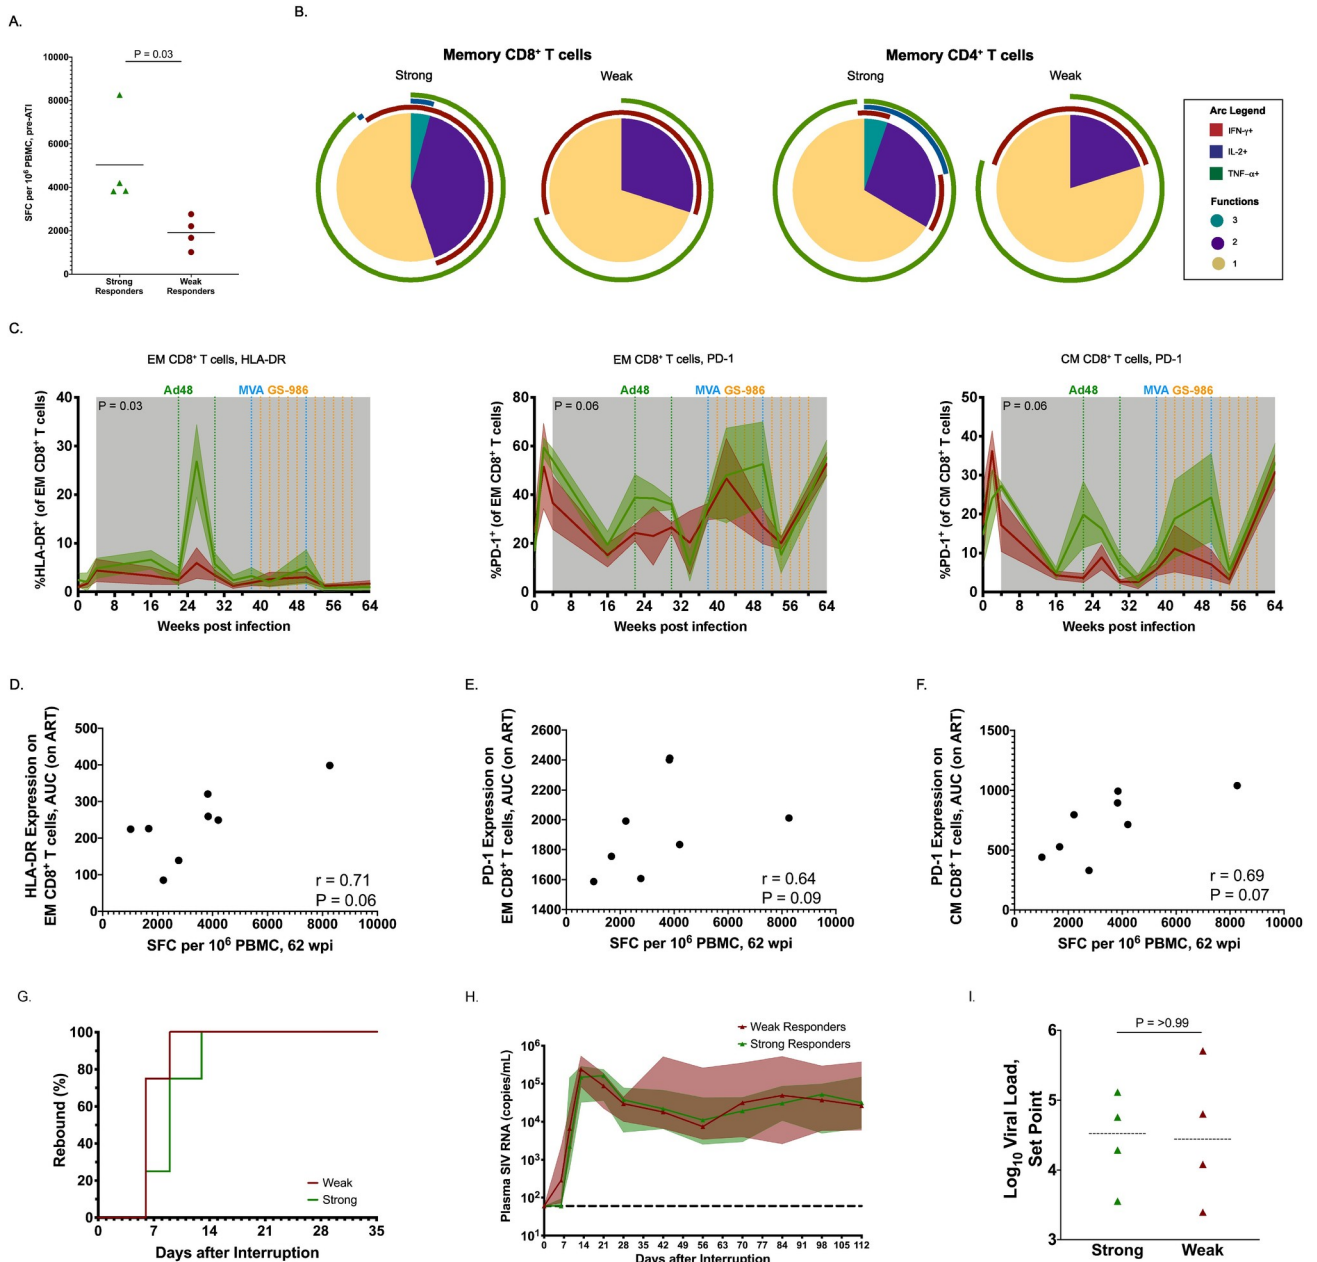 A.
P = 0.03
SFC per 10⁶ PBMC, pre-ATI
10000
8000
6000
4000
2000
0
Strong
Responders
Weak
Responders
B.
Memory CD8⁺ T cells
Strong
Weak
Memory CD4⁺ T cells
Strong
Weak
Arc Legend
IFN-γ+
IL-2+
TNF-α+
Functions
3
2
1
C.
EM CD8⁺ T cells, HLA-DR
Ad48
MVA GS-986
P = 0.03
%HLA-DR⁺ (of EM CD8⁺ T cells)
40
30
20
10
0
0 8 16 24 32 40 48 56 64
Weeks post infection
EM CD8⁺ T cells, PD-1
Ad48
MVA GS-986
P = 0.06
%PD-1⁺ (of EM CD8⁺ T cells)
80
60
40
20
0
0 8 16 24 32 40 48 56 64
Weeks post infection
CM CD8⁺ T cells, PD-1
Ad48
MVA GS-986
P = 0.06
%PD-1⁺ (of CM CD8⁺ T cells)
50
40
30
20
10
0
0 8 16 24 32 40 48 56 64
Weeks post infection
D.
HLA-DR Expression on
EM CD8⁺ T cells, AUC (on ART)
500
400
300
200
100
0
r = 0.71
P = 0.06
0 2000 4000 6000 8000 10000
SFC per 10⁶ PBMC, 62 wpi
E.
PD-1 Expression on
EM CD8⁺ T cells, AUC (on ART)
2600
2400
2200
2000
1800
1600
1400
r = 0.64
P = 0.09
0 2000 4000 6000 8000 10000
SFC per 10⁶ PBMC, 62 wpi
F.
PD-1 Expression on
CM CD8⁺ T cells, AUC (on ART)
1500
1000
500
0
r = 0.69
P = 0.07
0 2000 4000 6000 8000 10000
SFC per 10⁶ PBMC, 62 wpi
G.
Rebound (%)
100
80
60
40
20
0
Weak
Strong
0 7 14 21 28 35
Days after Interruption
H.
Weak Responders
Strong Responders
Plasma SIV RNA (copies/mL)
10⁶
10⁵
10⁴
10³
10²
10¹
0 7 14 21 28 35 42 49 56 63 70 77 84 91 98 105 112
Days after Interruption
I.
P = >0.99
Log₁₀ Viral Load,
Set Point
6
5
4
3
Strong
Weak